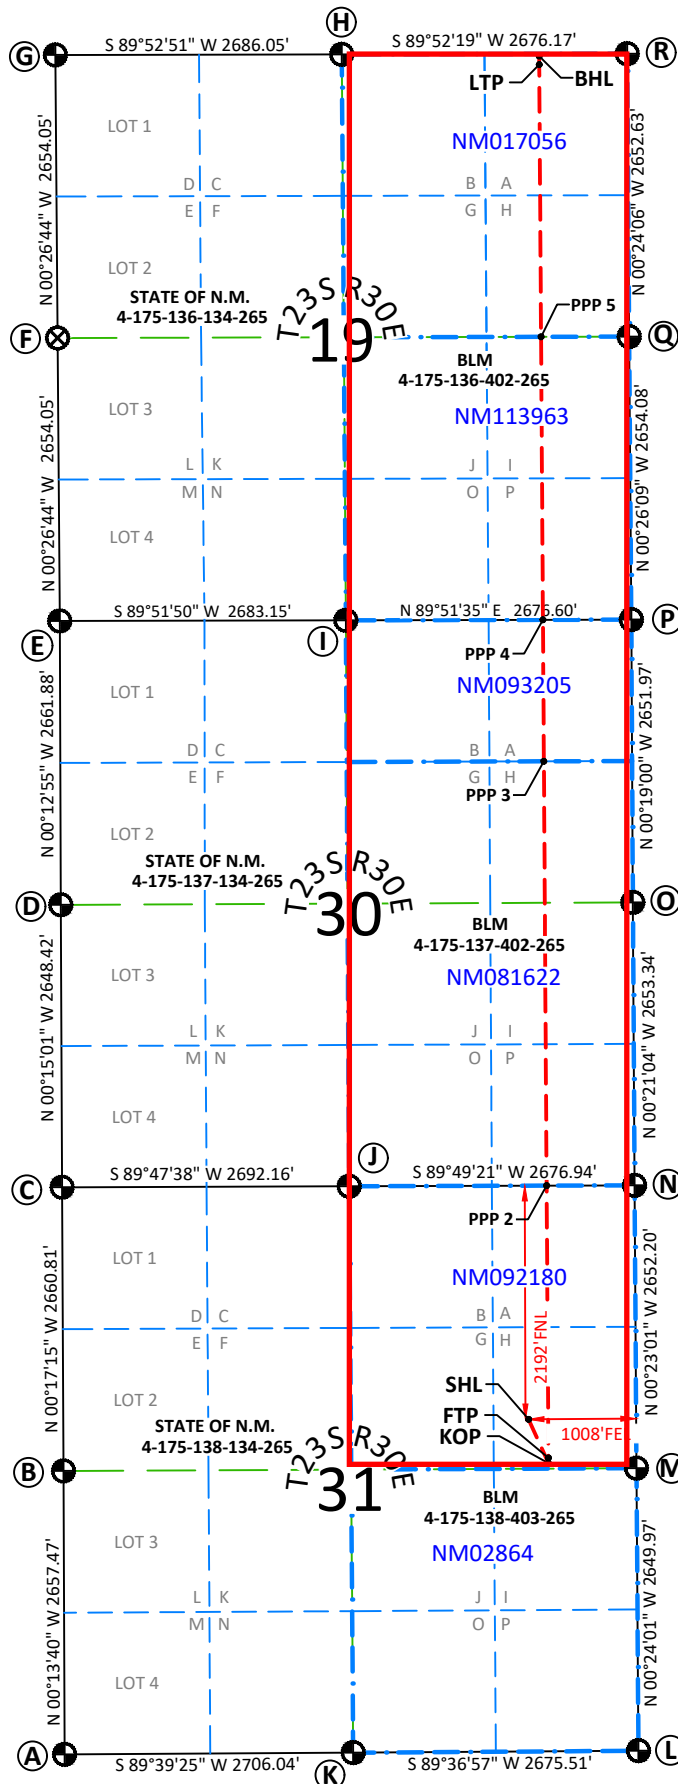 H
S 89°52'51" W 2686.05'
S 89°52'19" W 2676.17'
G
R
LTP
BHL
LOT 1
NM017056
N 00°26'44" W 2654.05'
N 00°24'06" W 2652.63'
D C
E F
B A
G H
LOT 2
STATE OF N.M.
4-175-136-134-265
T23S R30E
19
PPP 5
F
Q
BLM
4-175-136-402-265
LOT 3
NM113963
N 00°26'44" W 2654.05'
N 00°26'09" W 2654.08'
L K
M N
J I
O P
LOT 4
S 89°51'50" W 2683.15'
N 89°51'35" E 2676.60'
E
I
P
PPP 4
LOT 1
NM093205
N 00°12'55" W 2661.88'
N 00°19'00" W 2651.97'
D C
E F
B A
G H
PPP 3
LOT 2
STATE OF N.M.
4-175-137-134-265
T23S R30E
30
D
O
BLM
4-175-137-402-265
LOT 3
NM081622
N 00°15'01" W 2648.42'
N 00°21'04" W 2653.34'
L K
M N
J I
O P
LOT 4
S 89°47'38" W 2692.16'
J
S 89°49'21" W 2676.94'
C
N
PPP 2
LOT 1
NM092180
N 00°17'15" W 2660.81'
2192'FNL
N 00°23'01" W 2652.20'
D C
E F
B A
G H
LOT 2
SHL
FTP
KOP
1008'FEL
STATE OF N.M.
4-175-138-134-265
T23S R30E
31
B
M
BLM
4-175-138-403-265
LOT 3
NM02864
N 00°13'40" W 2657.47'
N 00°24'01" W 2649.97'
L K
M N
J I
O P
LOT 4
A
S 89°39'25" W 2706.04'
K
S 89°36'57" W 2675.51'
L